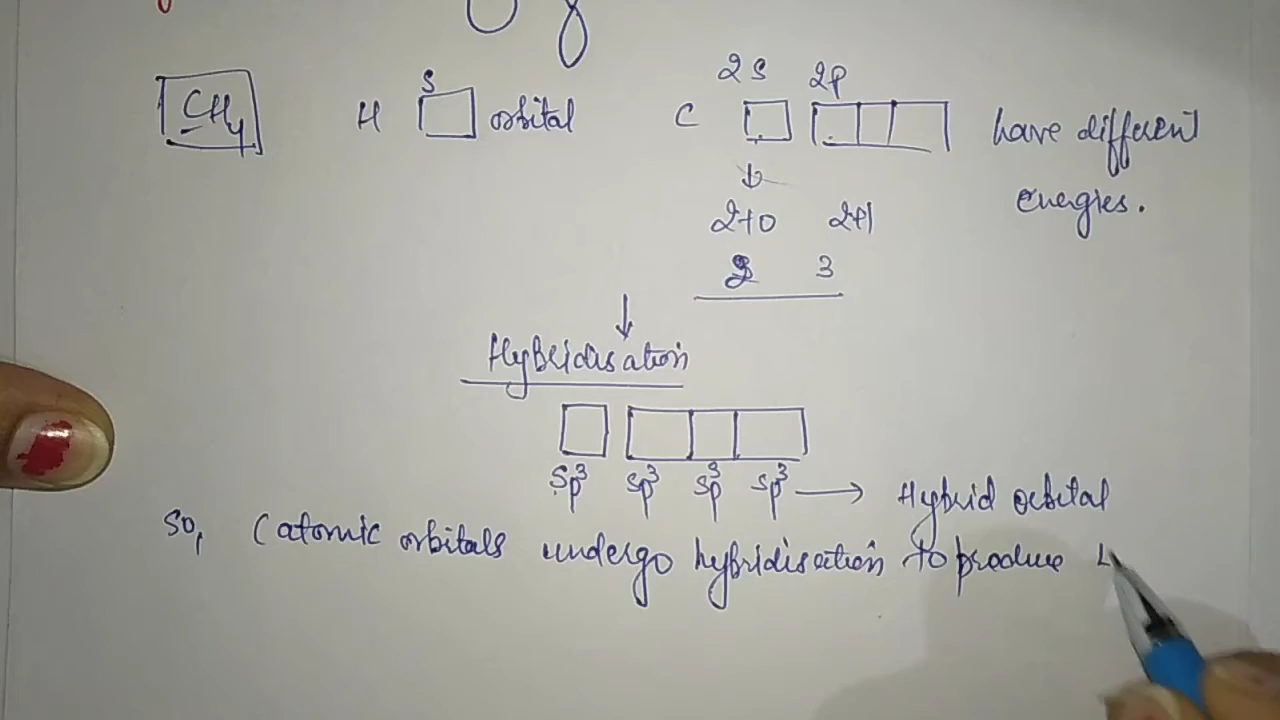 CH4 H S orbital C 2s 2p have different
energies.
2+0 2+1
2 3
↓
Hybridisation
sp³ sp³ sp³ sp³ → Hybrid orbital
So, C atomic orbitals undergo hybridisation to produce